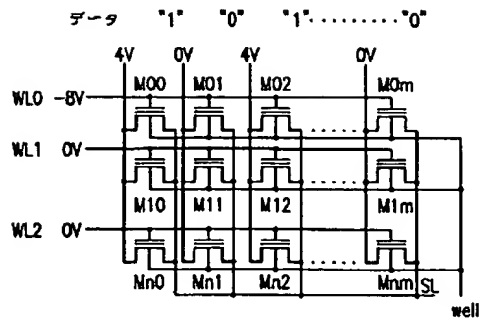 データ "1" "0" "1"........."0"
4V 0V 4V 0V
M00 M01 M02 M0m
WL0 -8V
WL1 0V
M10 M11 M12 M1m
WL2 0V
Mn0 Mn1 Mn2 Mnm
SL
well